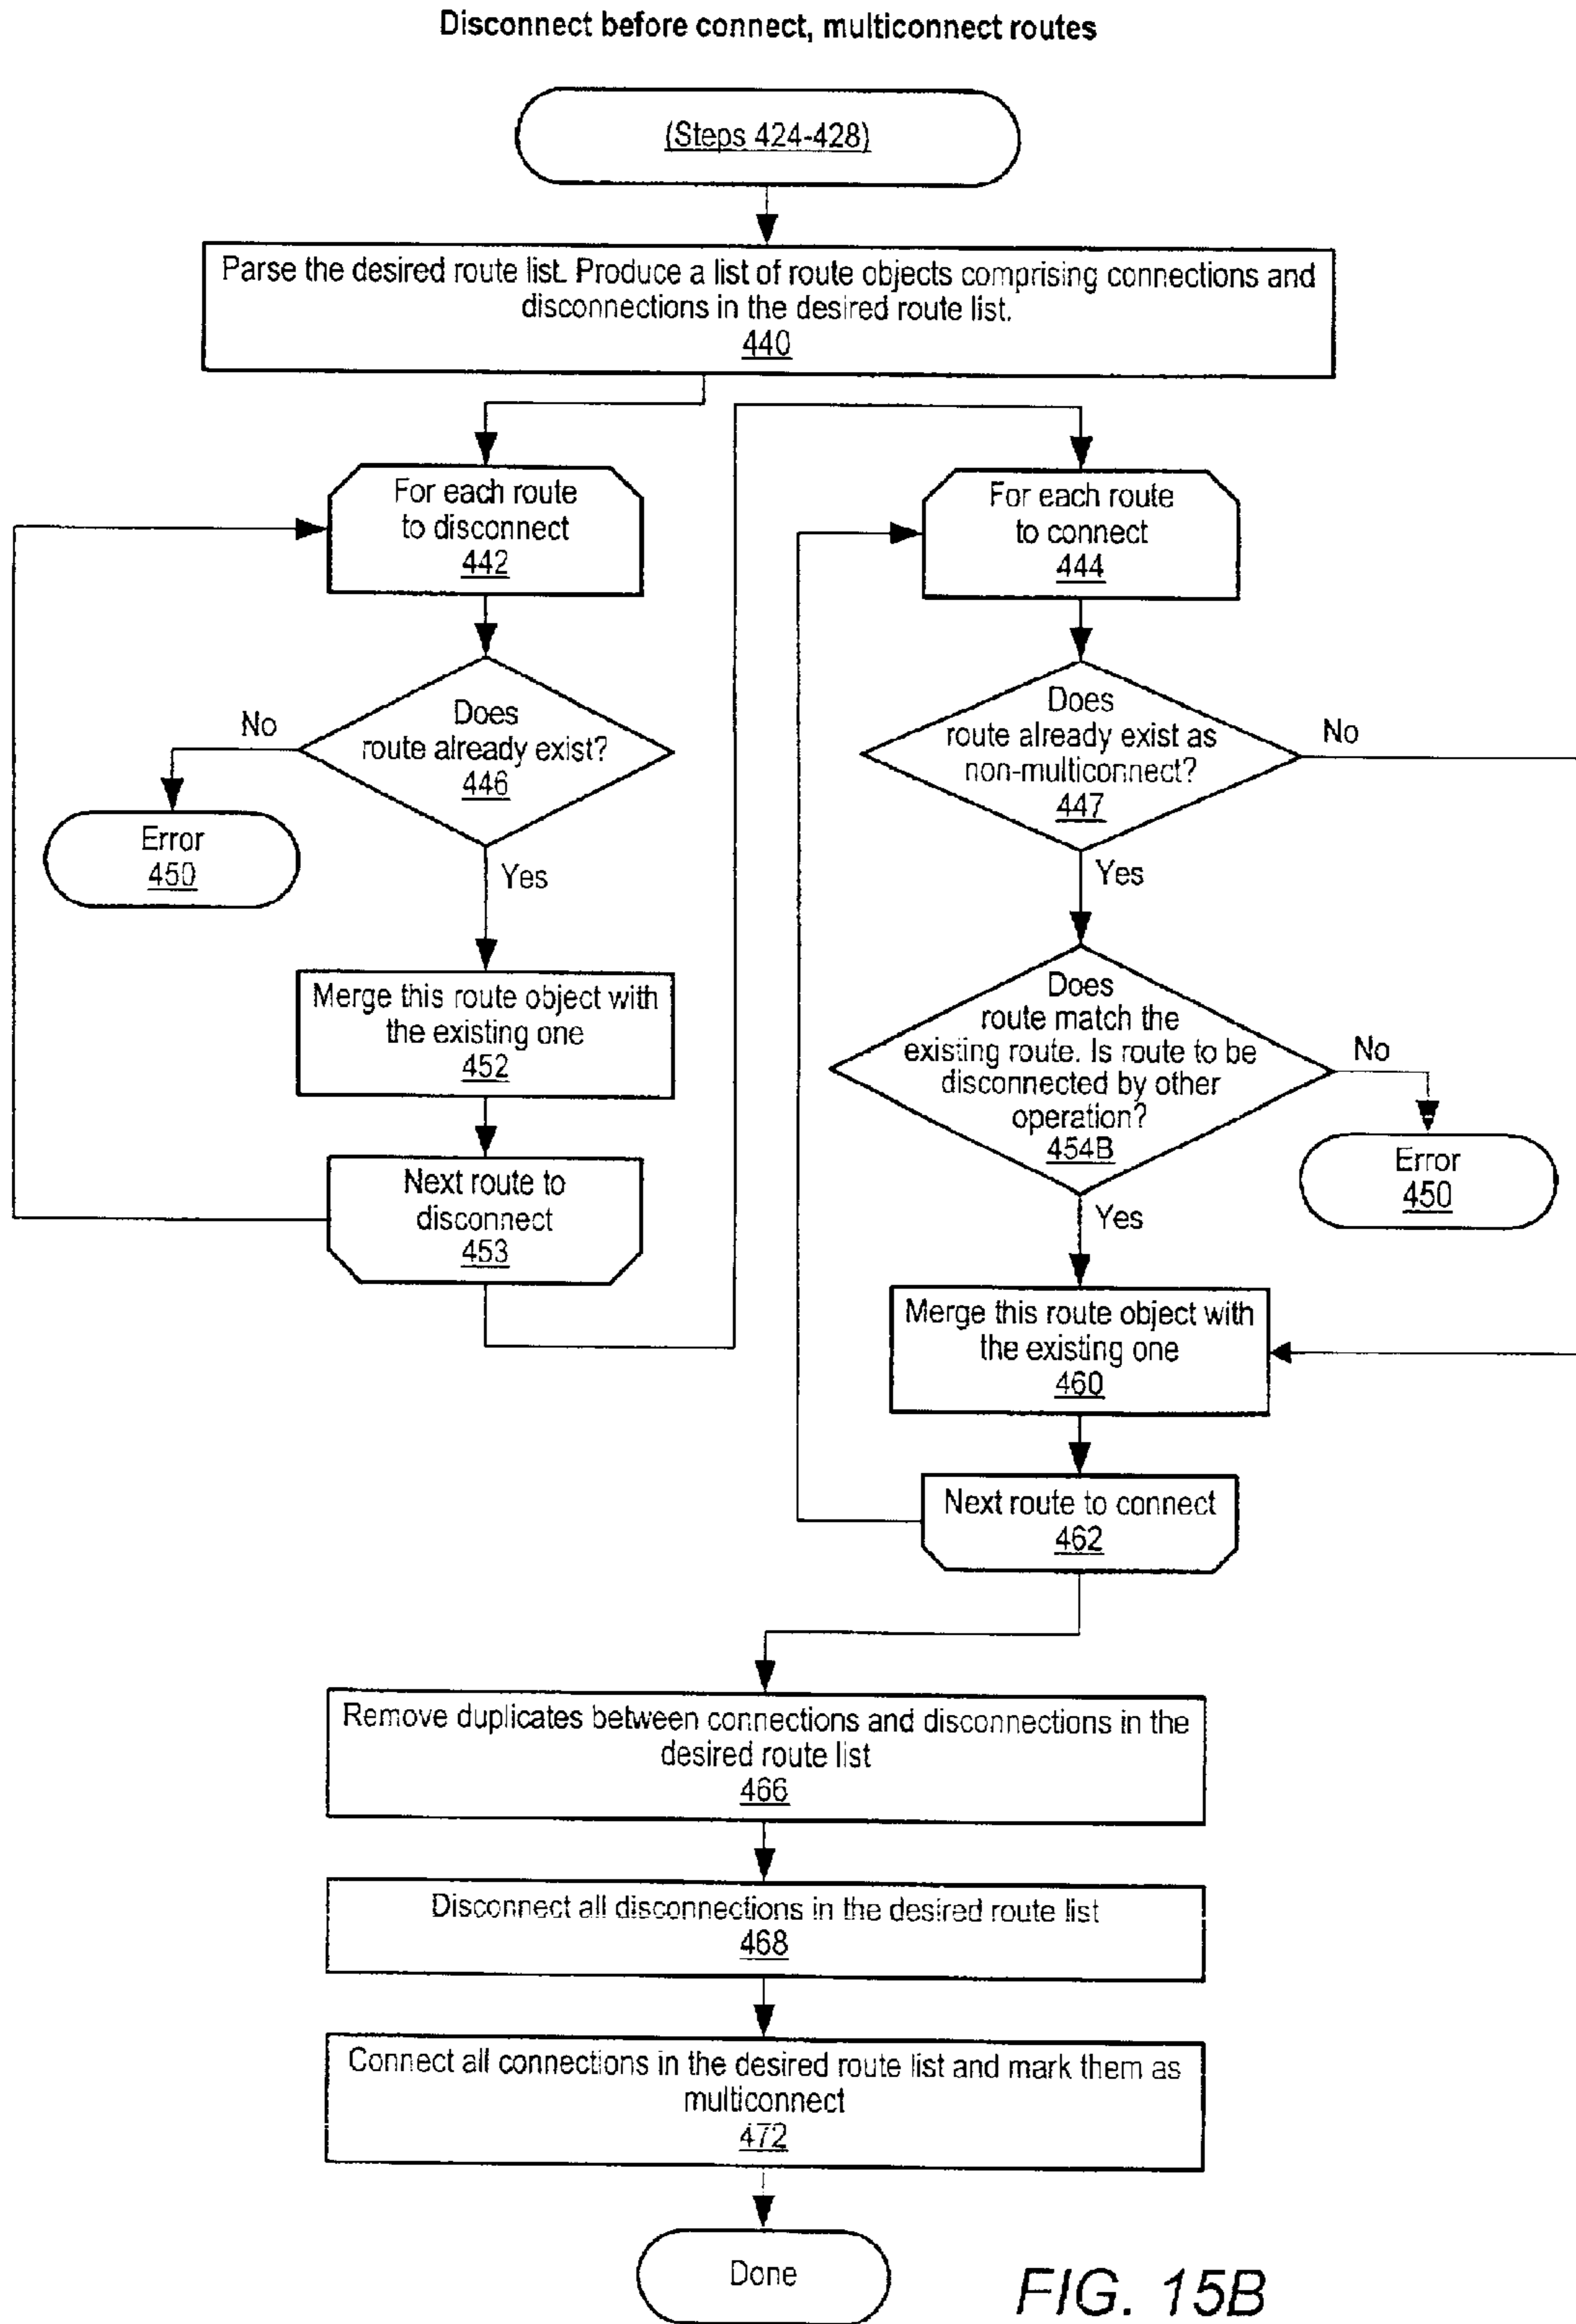 Disconnect before connect, multiconnect routes
(Steps 424-428)
Parse the desired route list. Produce a list of route objects comprising connections and
disconnections in the desired route list.
440
For each route
to disconnect
442
Does
route already exist?
446
No
Error
450
Yes
Merge this route object with
the existing one
452
Next route to
disconnect
453
For each route
to connect
444
Does
route already exist as
non-multiconnect?
447
No
Yes
Does
route match the
existing route. Is route to be
disconnected by other
operation?
454B
No
Error
450
Yes
Merge this route object with
the existing one
460
Next route to connect
462
Remove duplicates between connections and disconnections in the
desired route list
466
Disconnect all disconnections in the desired route list
468
Connect all connections in the desired route list and mark them as
multiconnect
472
Done
FIG. 15B